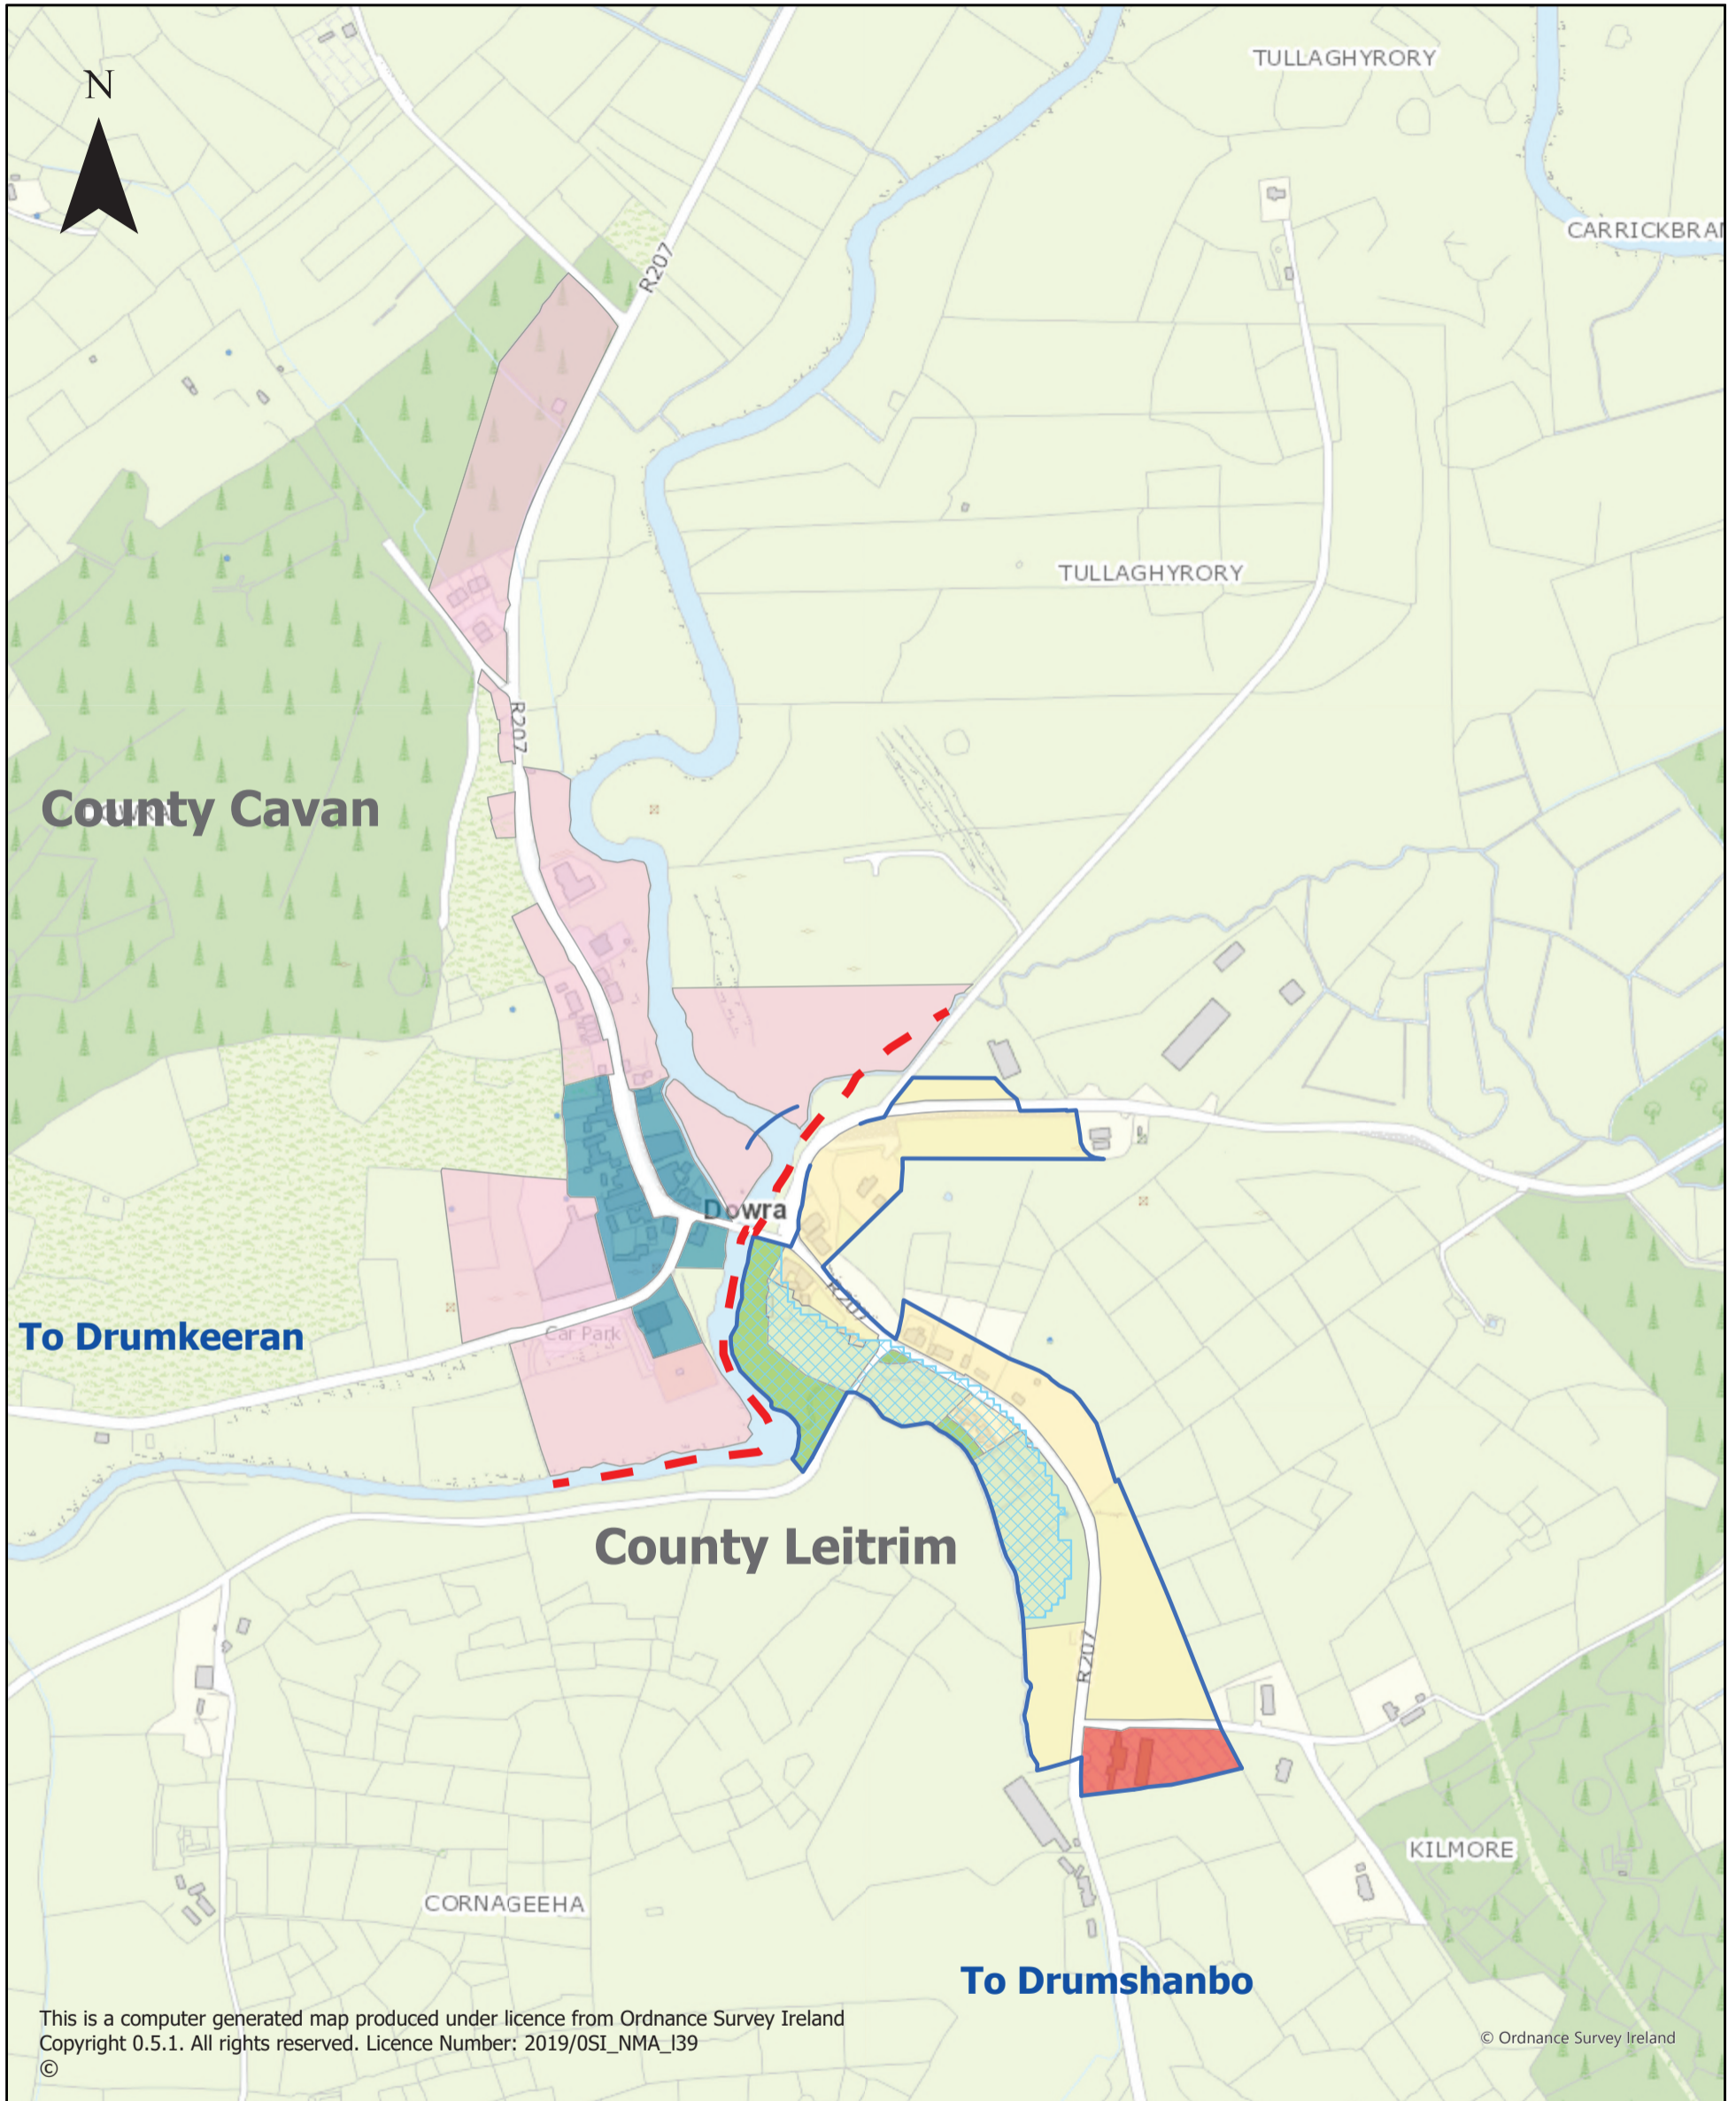 TULLAGHYRORY
N
CARRICKBRAN
R207
TULLAGHYRORY
R207
County Cavan
Dowra
R207
To Drumkeeran
Car Park
County Leitrim
R207
KILMORE
CORNAGEEHA
To Drumshanbo
This is a computer generated map produced under licence from Ordnance Survey Ireland
Copyright 0.5.1. All rights reserved. Licence Number: 2019/0SI_NMA_l39
©
© Ordnance Survey Ireland